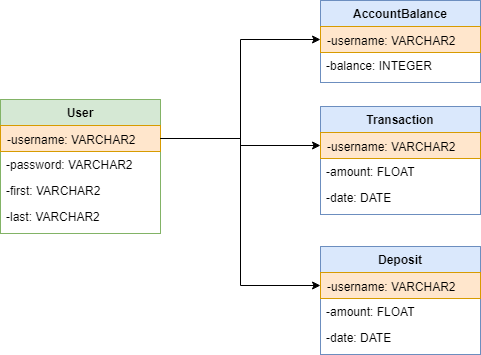 User
-username: VARCHAR2
-password: VARCHAR2
-first: VARCHAR2
-last: VARCHAR2
AccountBalance
-username: VARCHAR2
-balance: INTEGER
Transaction
-username: VARCHAR2
-amount: FLOAT
-date: DATE
Deposit
-username: VARCHAR2
-amount: FLOAT
-date: DATE